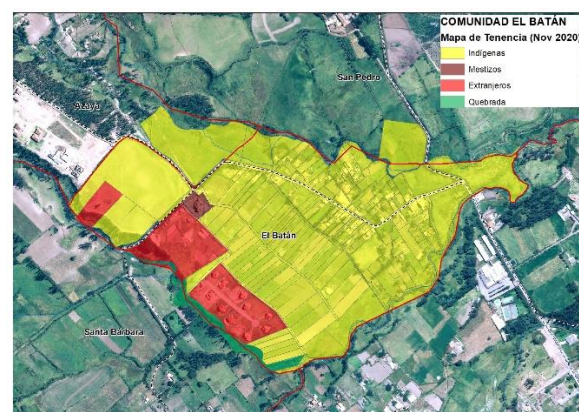 COMUNIDAD EL BATÁN
Mapa de Tenencia (Nov 2020)
Indígenas
Mestizos
Extranjeros
Quebrada
San Pedro
Azaya
El Batán
Santa Bárbara